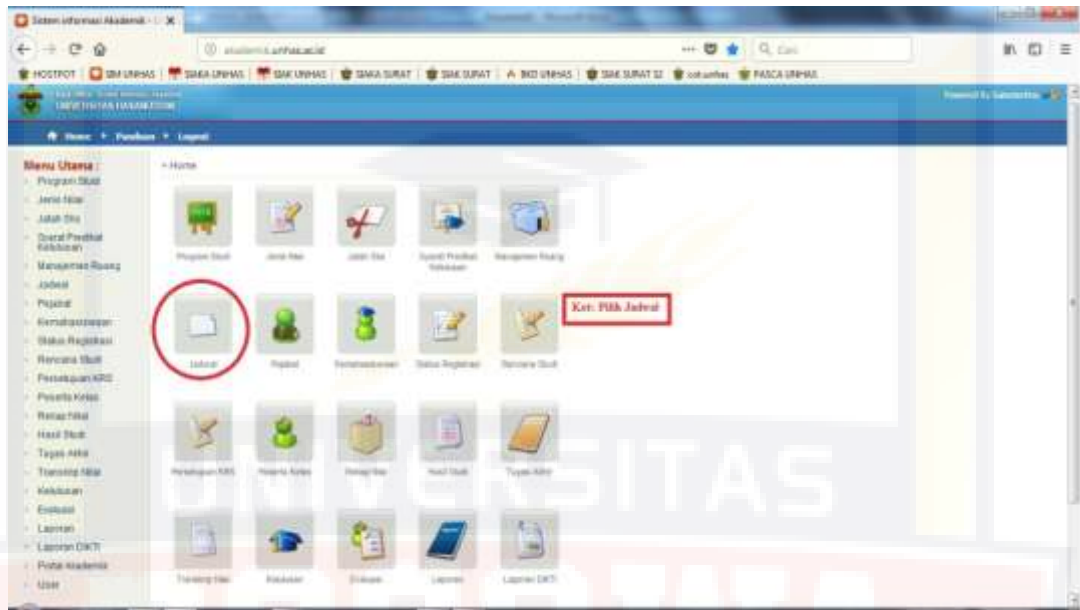 Sistem informasi Akademik -
akademik.unhas.ac.id
Cari
HOSTPOT
SIM UNHAS
SIAKA UNHAS
SIAK UNHAS
SIAKA SURAT
SIAK SURAT
BKD UNHAS
SIAK SURAT S2
PASCA UNHAS
UNIVERSITAS HASANUDDIN
Powered By
Home
Panduan
Logout
Menu Utama :
» Home
Program Studi
Jenis Nilai
Jatah Sks
Syarat Predikat
Kelulusan
Manajemen Ruang
Jadwal
Pejabat
Kemahasiswaan
Status Registrasi
Rencana Studi
Persetujuan KRS
Peserta Kelas
Rekap Nilai
Hasil Studi
Tugas Akhir
Transkrip Nilai
Kelulusan
Evaluasi
Laporan
Laporan DIKTI
Portal Akademik
User
Program Studi
Jenis Nilai
Jatah Sks
Syarat Predikat
Kelulusan
Manajemen Ruang
Ket: Pilih Jadwal
Jadwal
Pejabat
Kemahasiswaan
Status Registrasi
Rencana Studi
Persetujuan KRS
Peserta Kelas
Rekap Nilai
Hasil Studi
Tugas Akhir
Transkrip Nilai
Kelulusan
Evaluasi
Laporan
Laporan DIKTI
UNIVERSITAS